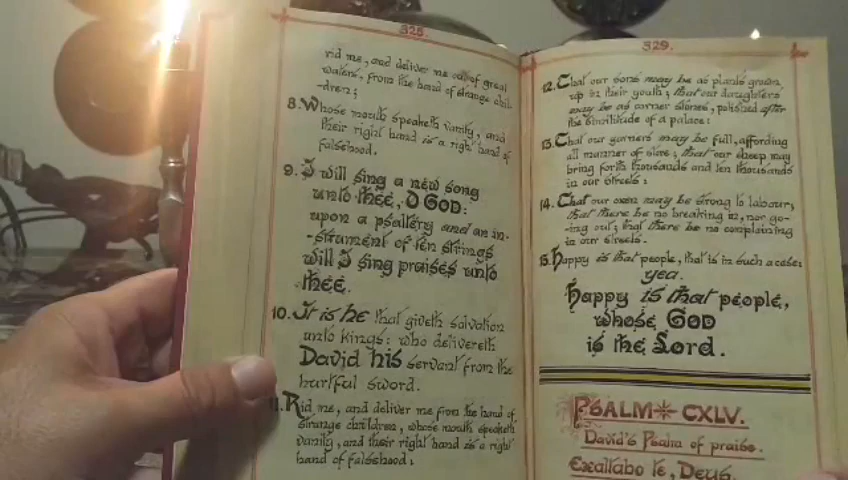 328.
rid me, and deliver me out of great
waters, from the hand of strange chil-
-dren;
8. Whose mouth speaketh vanity, and
their right hand is a right hand of
falsehood.
9. I will sing a new song
unto thee, O GOD:
upon a psaltery and an in-
-strument of ten strings
will I sing praises unto
thee.
10. It is he that giveth salvation
unto kings: who delivereth
David his servant from the
hurtful sword.
11. Rid me, and deliver me from the hand of
strange children, whose mouth speaketh
vanity, and their right hand is a right
hand of falsehood:
329.
12. That our sons may be as plants grown
up in their youth; that our daughters
may be as corner stones, polished after
the similitude of a palace:
13. That our garners may be full, affording
all manner of store; that our sheep may
bring forth thousands and ten thousands
in our streets:
14. That our oxen may be strong to labour;
that there be no breaking in, nor go-
-ing out; that there be no complaining
in our streets.
15. Happy is that people, that is in such a case:
yea.
Happy is that people,
whose GOD
is the Lord.
PSALM CXLV.
David's Psalm of praise.
Exaltabo te, Deus.